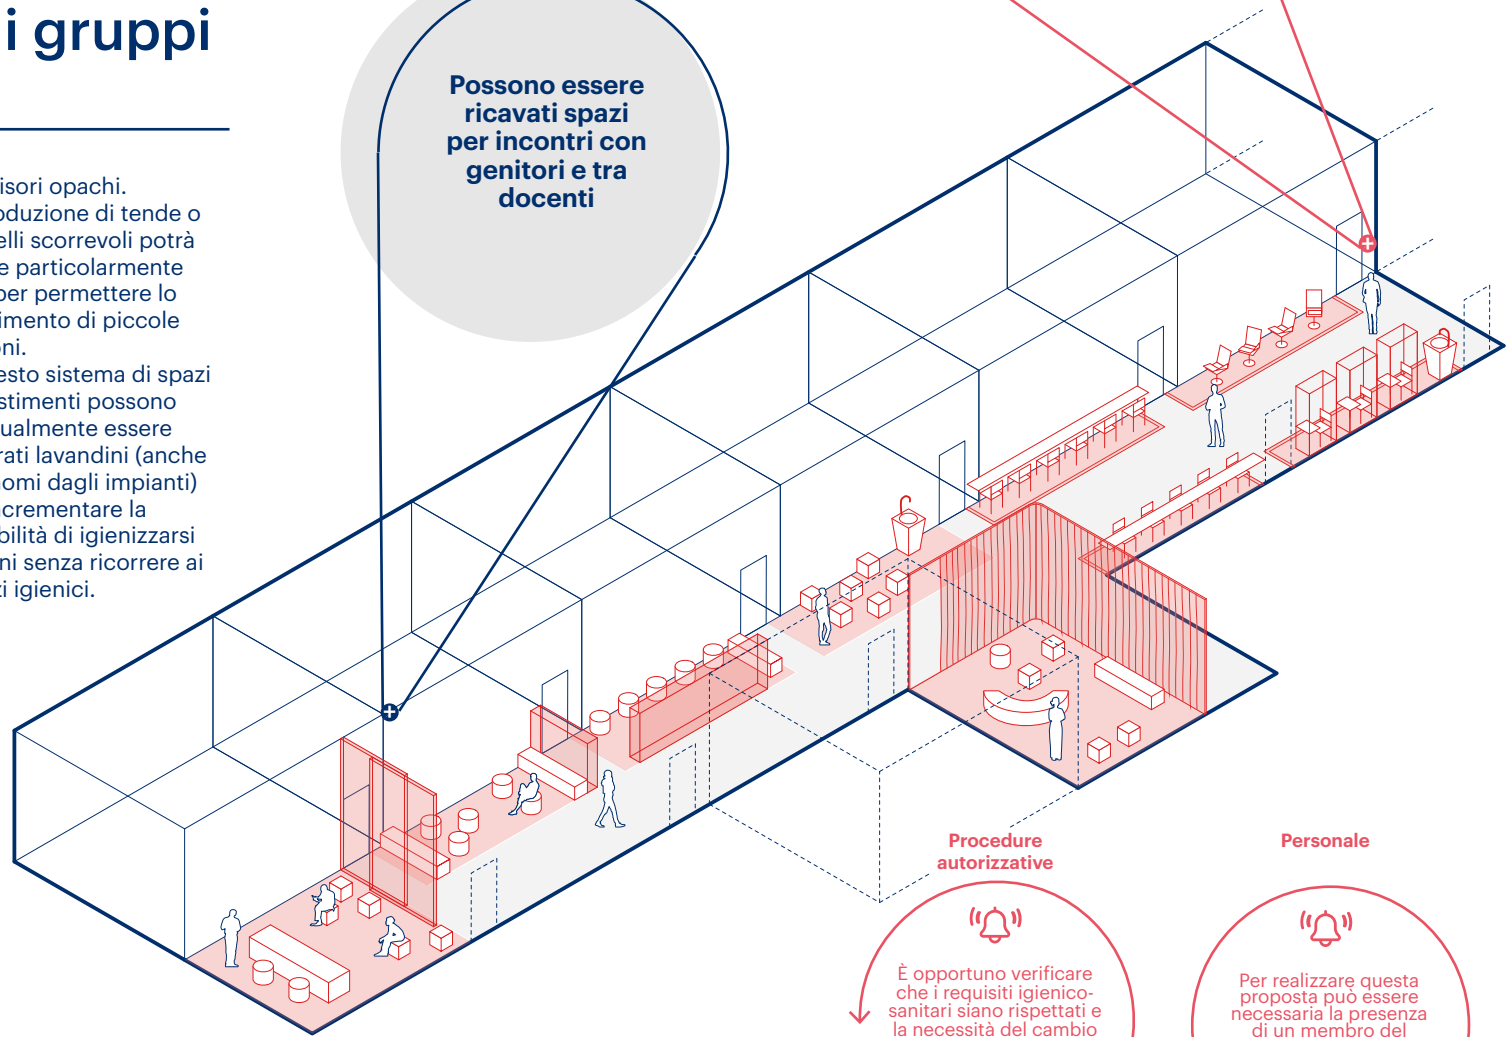 i gruppi
isori opachi.
oduzione di tende o
elli scorrevoli potrà
e particolarmente
per permettere lo
imento di piccole
oni.
esto sistema di spazi
stimenti possono
ualmente essere
rati lavandini (anche
nomi dagli impianti)
ncrementare la
bilità di igienizzarsi
ni senza ricorrere ai
zi igienici.
Possono essere
ricavati spazi
per incontri con
genitori e tra
docenti
Procedure
autorizzative
È opportuno verificare
che i requisiti igienico-
sanitari siano rispettati e
la necessità del cambio
Personale
Per realizzare questa
proposta può essere
necessaria la presenza
di un membro del